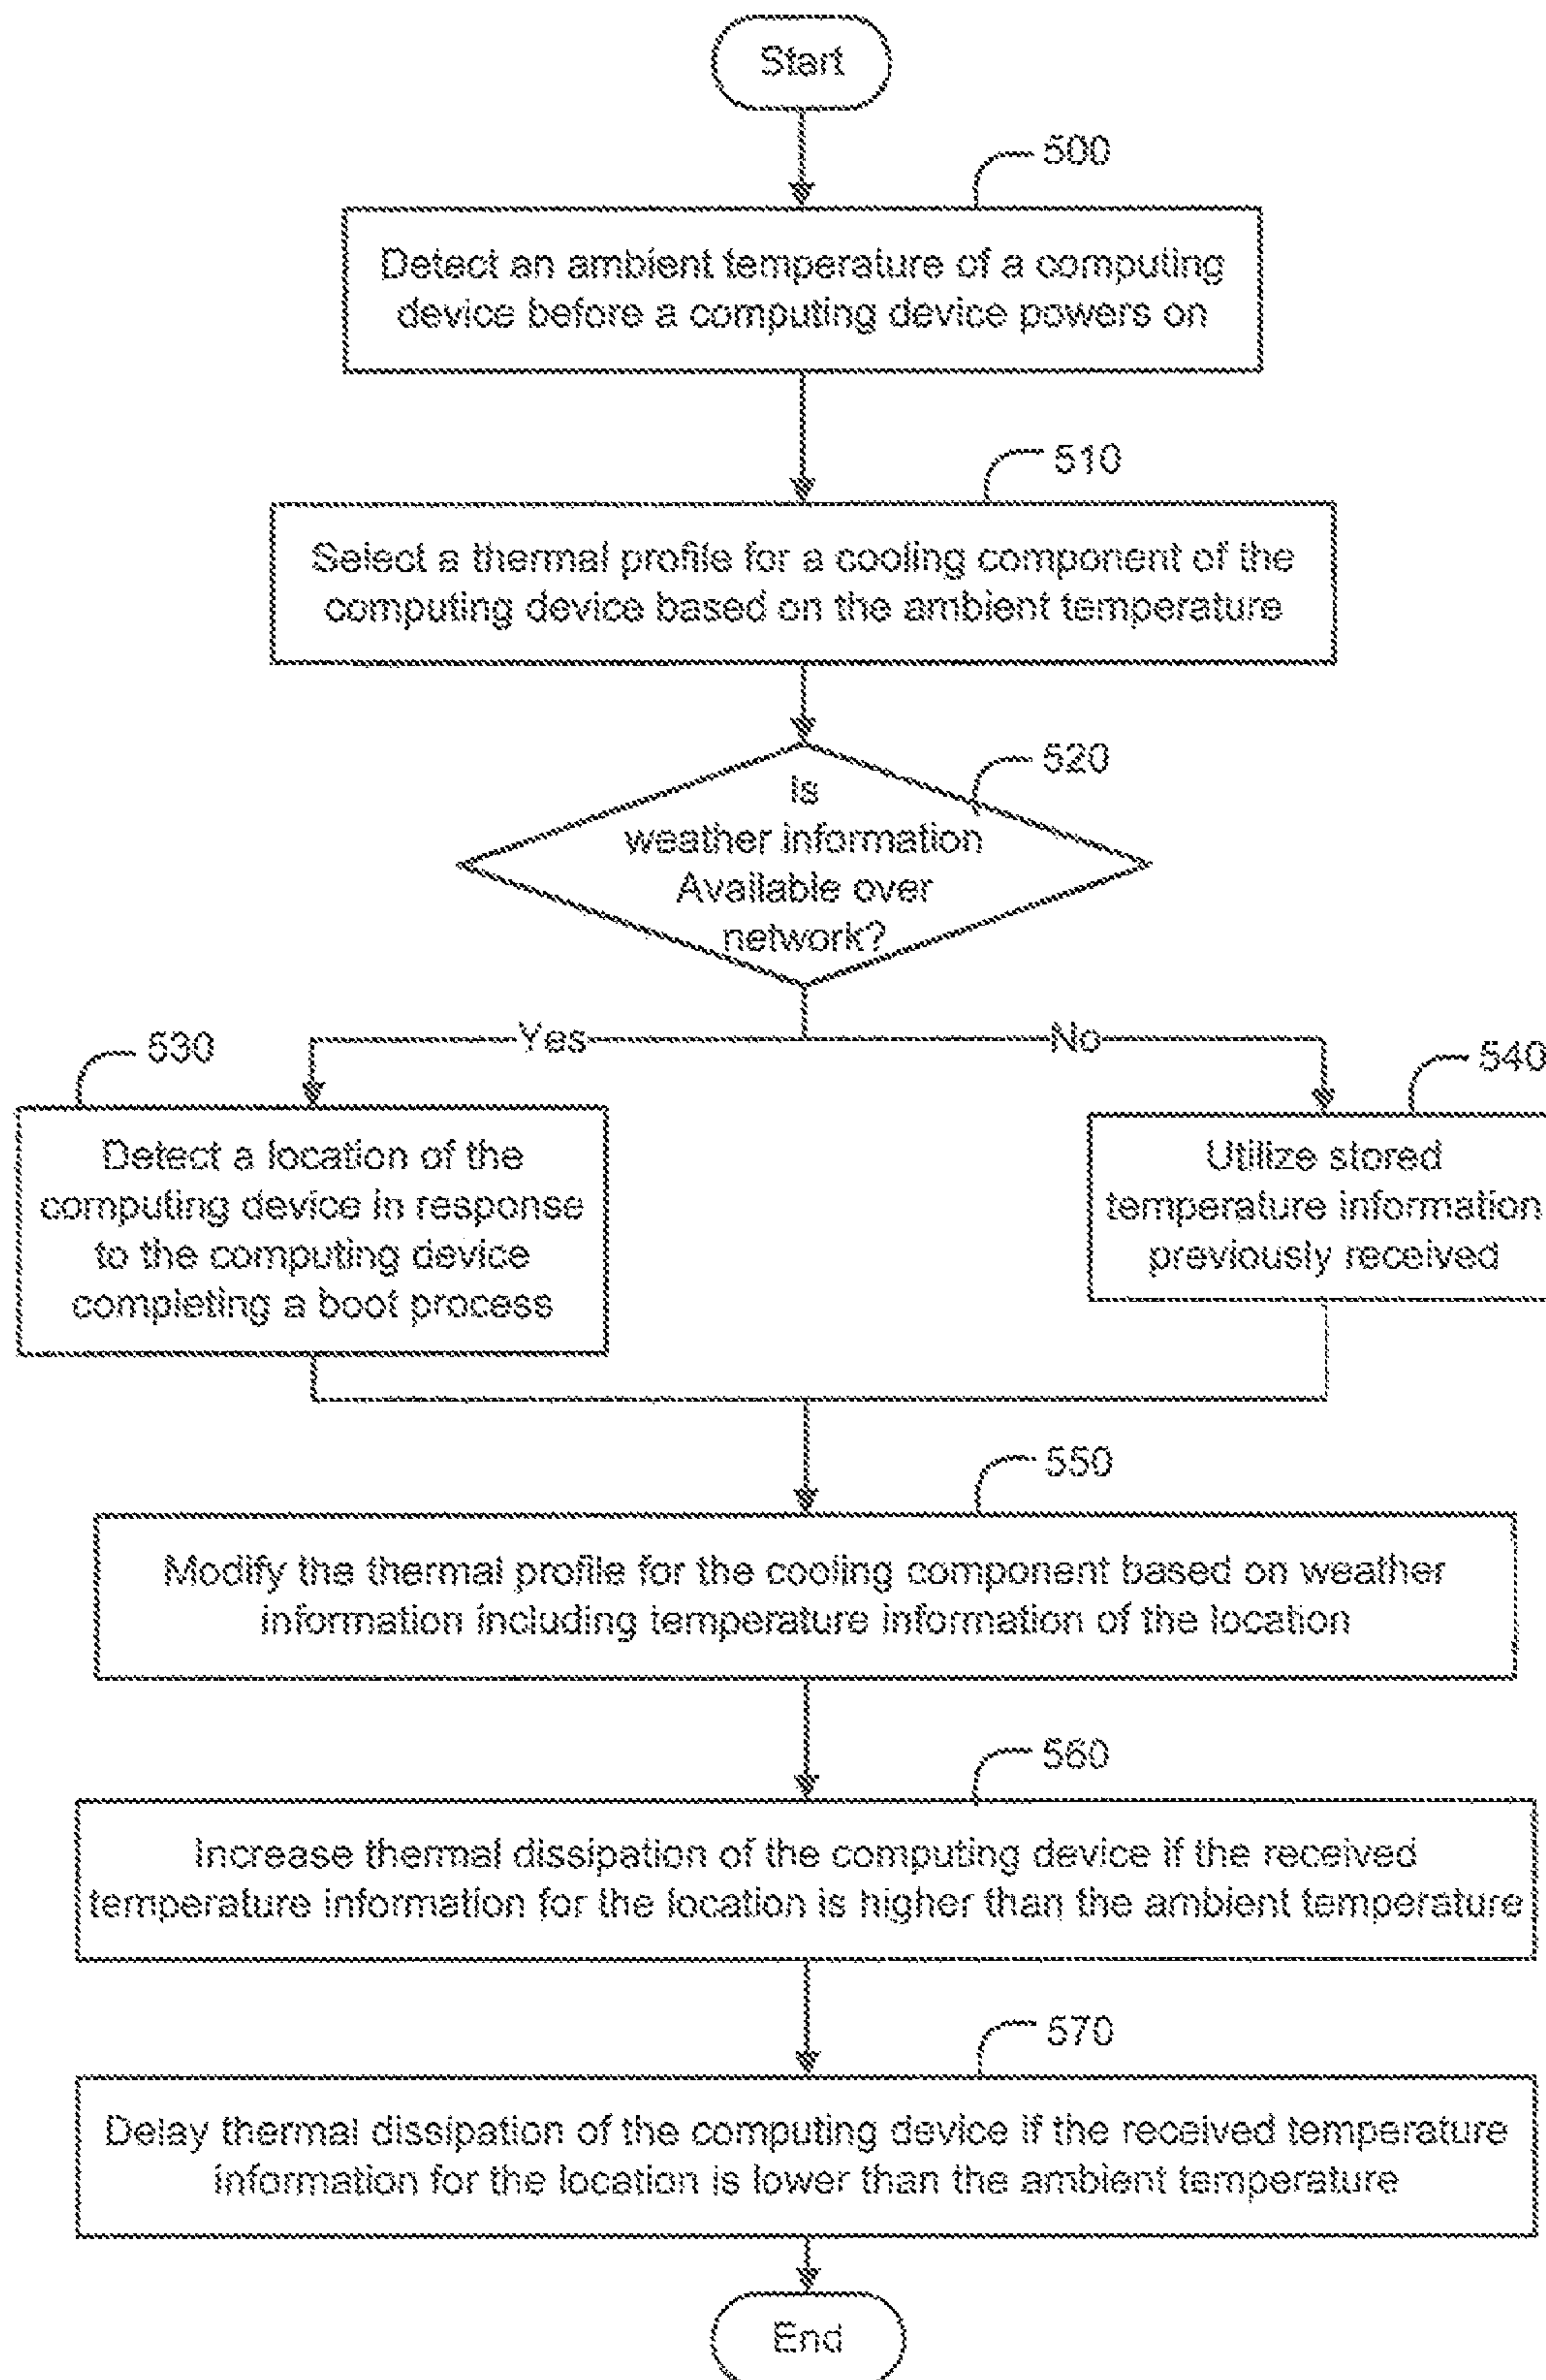 Start
500
Detect an ambient temperature of a computing
device before a computing device powers on
510
Select a thermal profile for a cooling component of the
computing device based on the ambient temperature
520
Is
weather information
Available over
network?
Yes
No
530
540
Detect a location of the
computing device in response
to the computing device
completing a boot process
Utilize stored
temperature information
previously received
550
Modify the thermal profile for the cooling component based on weather
information including temperature information of the location
560
Increase thermal dissipation of the computing device if the received
temperature information for the location is higher than the ambient temperature
570
Delay thermal dissipation of the computing device if the received temperature
information for the location is lower than the ambient temperature
End